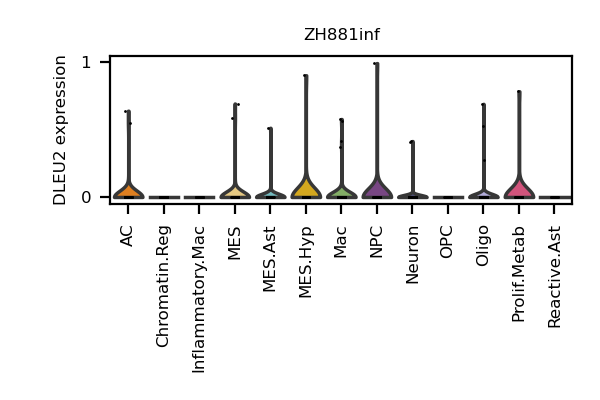 ZH881inf
DLEU2 expression
1
0
AC
Chromatin.Reg
Inflammatory.Mac
MES
MES.Ast
MES.Hyp
Mac
NPC
Neuron
OPC
Oligo
Prolif.Metab
Reactive.Ast